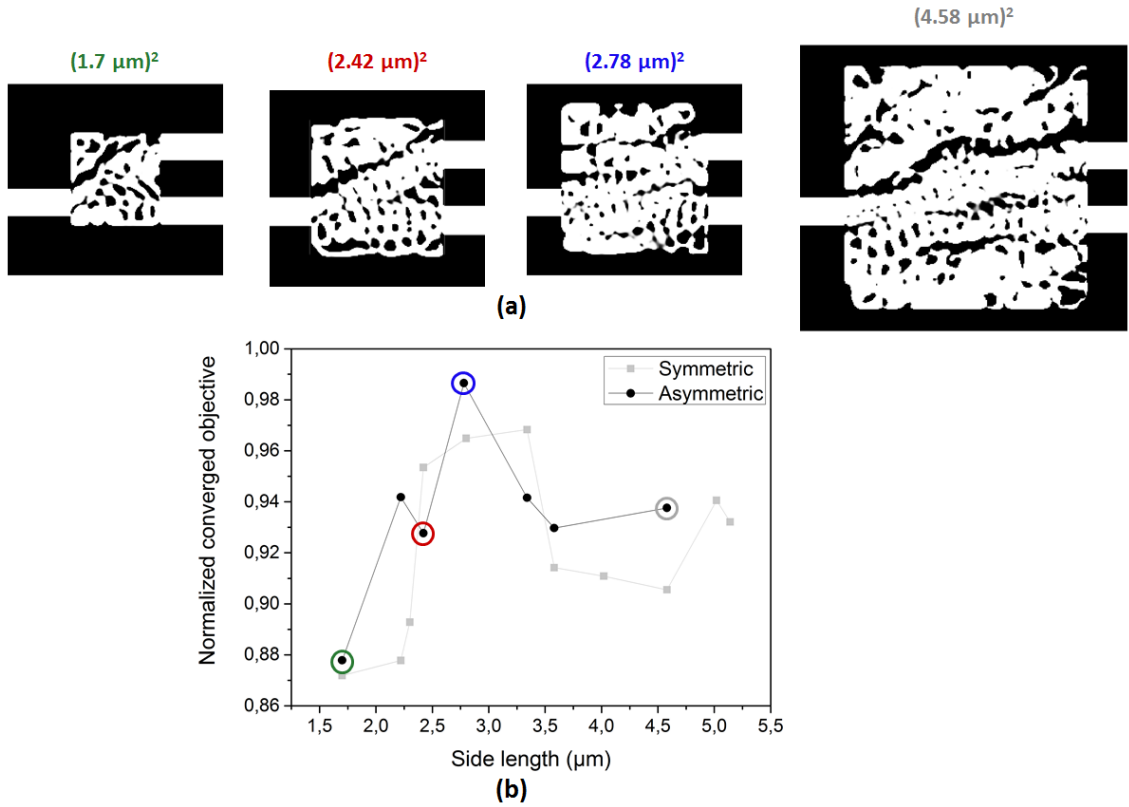 (4.58 µm)²
(1.7 µm)²
(2.42 µm)²
(2.78 µm)²
(a)
1,00
0,98
0,96
0,94
0,92
0,90
0,88
0,86
Normalized converged objective
Symmetric
Asymmetric
1,5 2,0 2,5 3,0 3,5 4,0 4,5 5,0 5,5
Side length (µm)
(b)